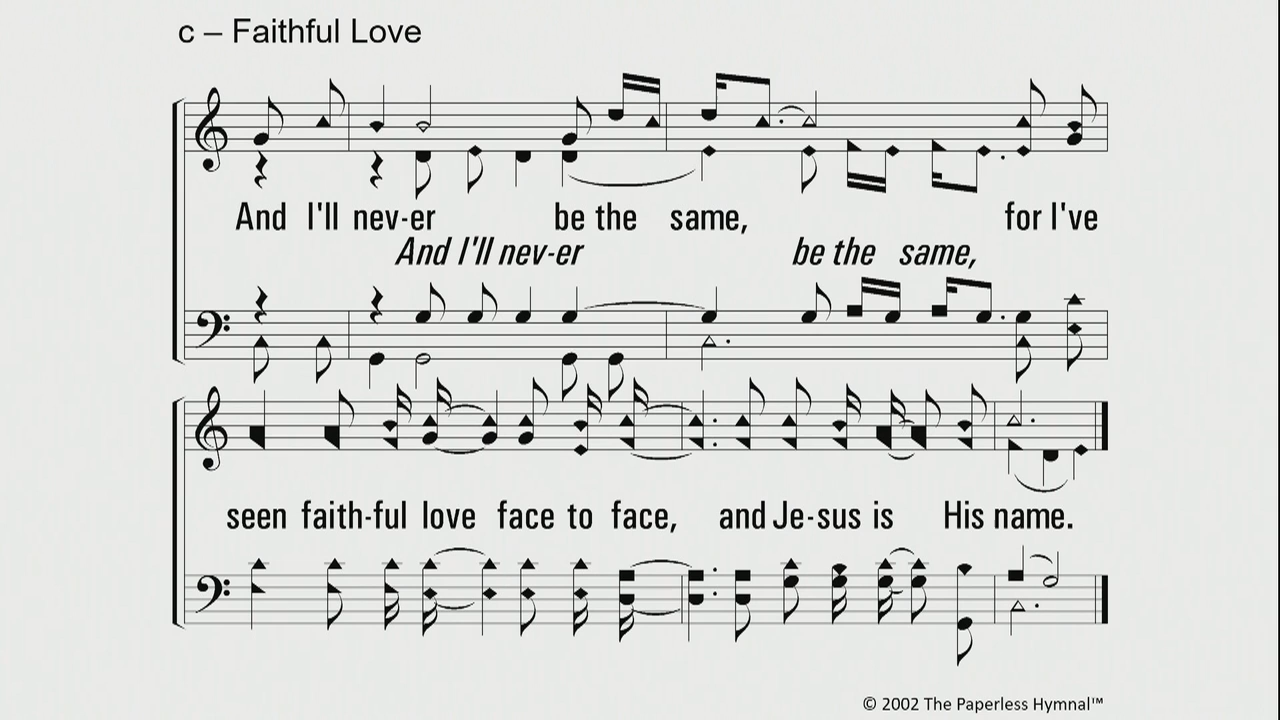 c – Faithful Love
And I'll nev-er be the same, for I've
And I'll nev-er be the same,
seen faith-ful love face to face, and Je-sus is His name.
© 2002 The Paperless Hymnal™